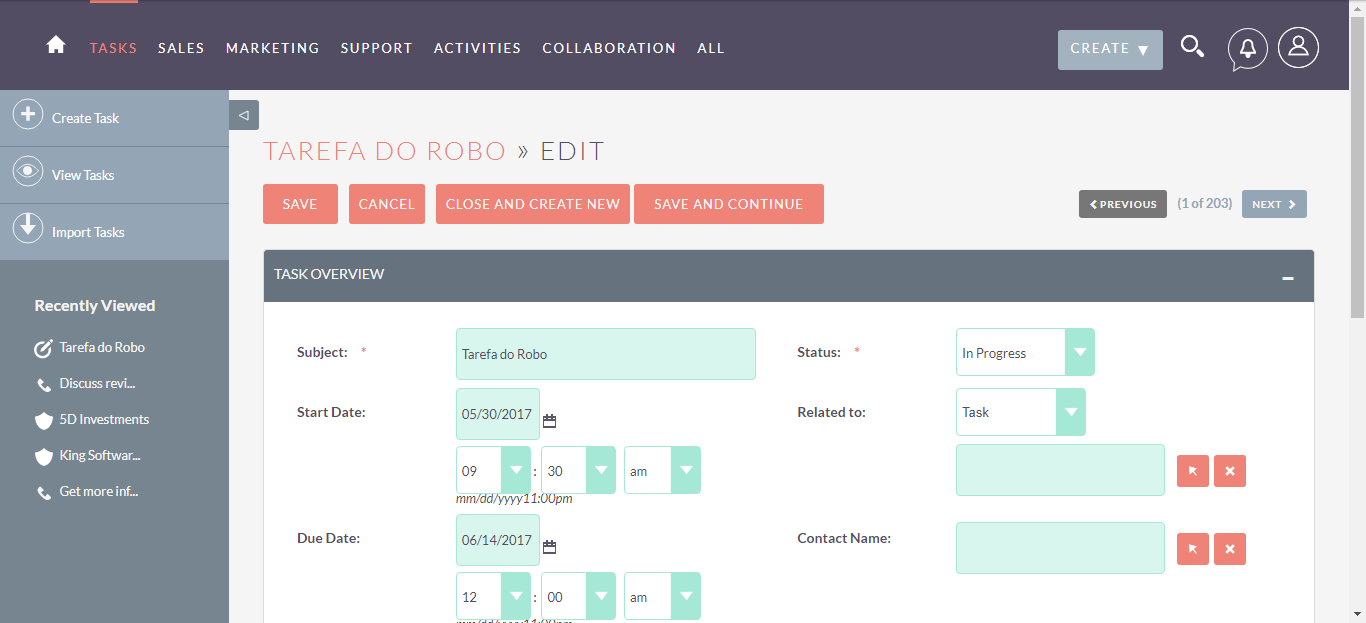 TASKS SALES MARKETING SUPPORT ACTIVITIES COLLABORATION ALL CREATE
Create Task
View Tasks
Import Tasks
Recently Viewed
Tarefa do Robo
Discuss revi...
5D Investments
King Softwar...
Get more inf...
TAREFA DO ROBO » EDIT
SAVE CANCEL CLOSE AND CREATE NEW SAVE AND CONTINUE PREVIOUS (1 of 203) NEXT
TASK OVERVIEW
Subject: * Tarefa do Robo Status: * In Progress
Start Date: 05/30/2017 Related to: Task
09 : 30 am
mm/dd/yyyy11:00pm
Due Date: 06/14/2017 Contact Name:
12 : 00 am
mm/dd/yyyy11:00pm